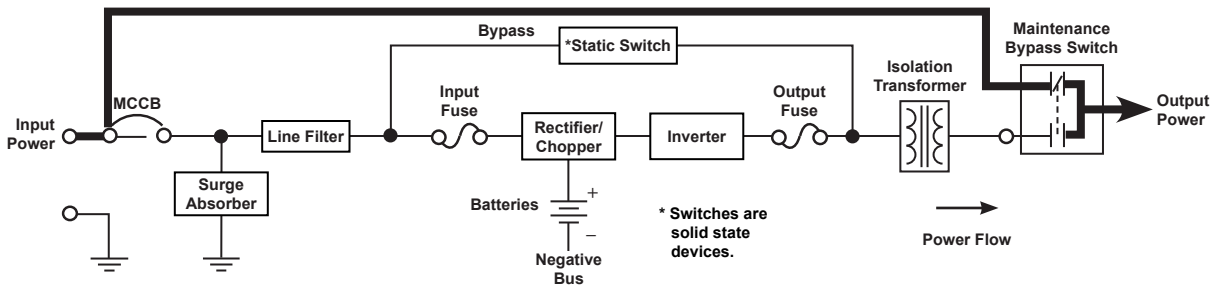 Maintenance
Bypass Switch
Bypass
*Static Switch
Isolation
Transformer
MCCB
Input
Fuse
Output
Fuse
Input
Power
Line Filter
Rectifier/
Chopper
Inverter
Output
Power
Surge
Absorber
Batteries
+
–
Negative
Bus
* Switches are
solid state
devices.
Power Flow